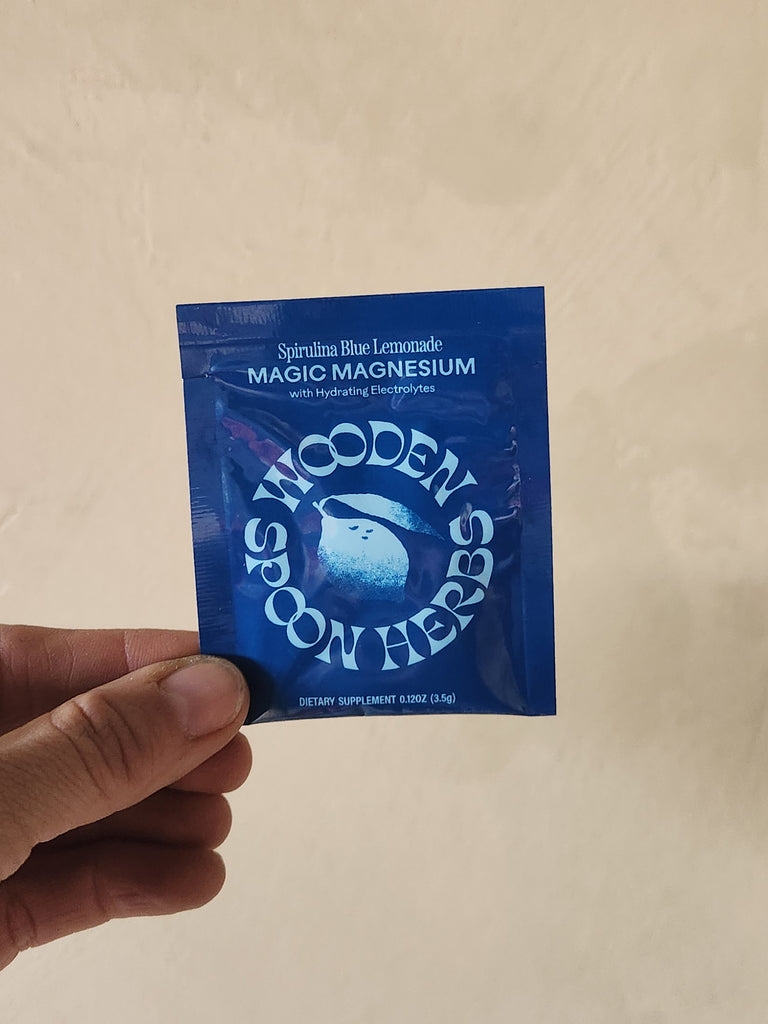 Spirulina Blue Lemonade
MAGIC MAGNESIUM
with Hydrating Electrolytes
WOODEN
SPOON HERBS
DIETARY SUPPLEMENT 0.12OZ (3.5g)